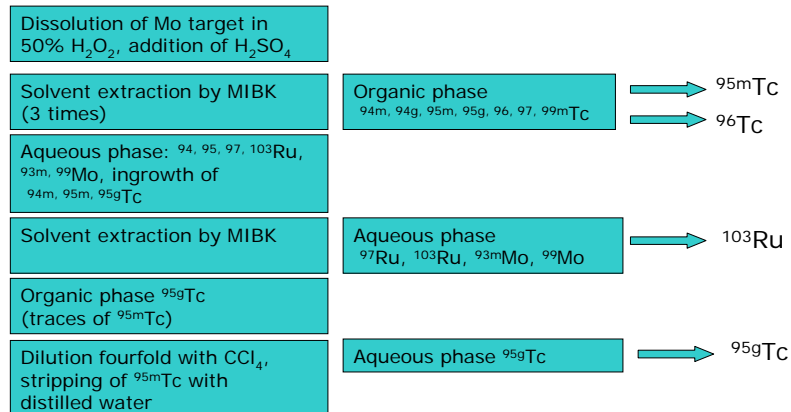 Dissolution of Mo target in
50% H₂O₂, addition of H₂SO₄
Solvent extraction by MIBK
(3 times)
Organic phase
⁹⁴ᵐ, ⁹⁴ᵍ, ⁹⁵ᵐ, ⁹⁵ᵍ, ⁹⁶, ⁹⁷, ⁹⁹ᵐTc
⁹⁵ᵐTc
⁹⁶Tc
Aqueous phase: ⁹⁴, ⁹⁵, ⁹⁷, ¹⁰³Ru,
⁹³ᵐ, ⁹⁹Mo, ingrowth of
⁹⁴ᵐ, ⁹⁵ᵐ, ⁹⁵ᵍTc
Solvent extraction by MIBK
Aqueous phase
⁹⁷Ru, ¹⁰³Ru, ⁹³ᵐMo, ⁹⁹Mo
¹⁰³Ru
Organic phase ⁹⁵ᵍTc
(traces of ⁹⁵ᵐTc)
Dilution fourfold with CCl₄,
stripping of ⁹⁵ᵐTc with
distilled water
Aqueous phase ⁹⁵ᵍTc
⁹⁵ᵍTc